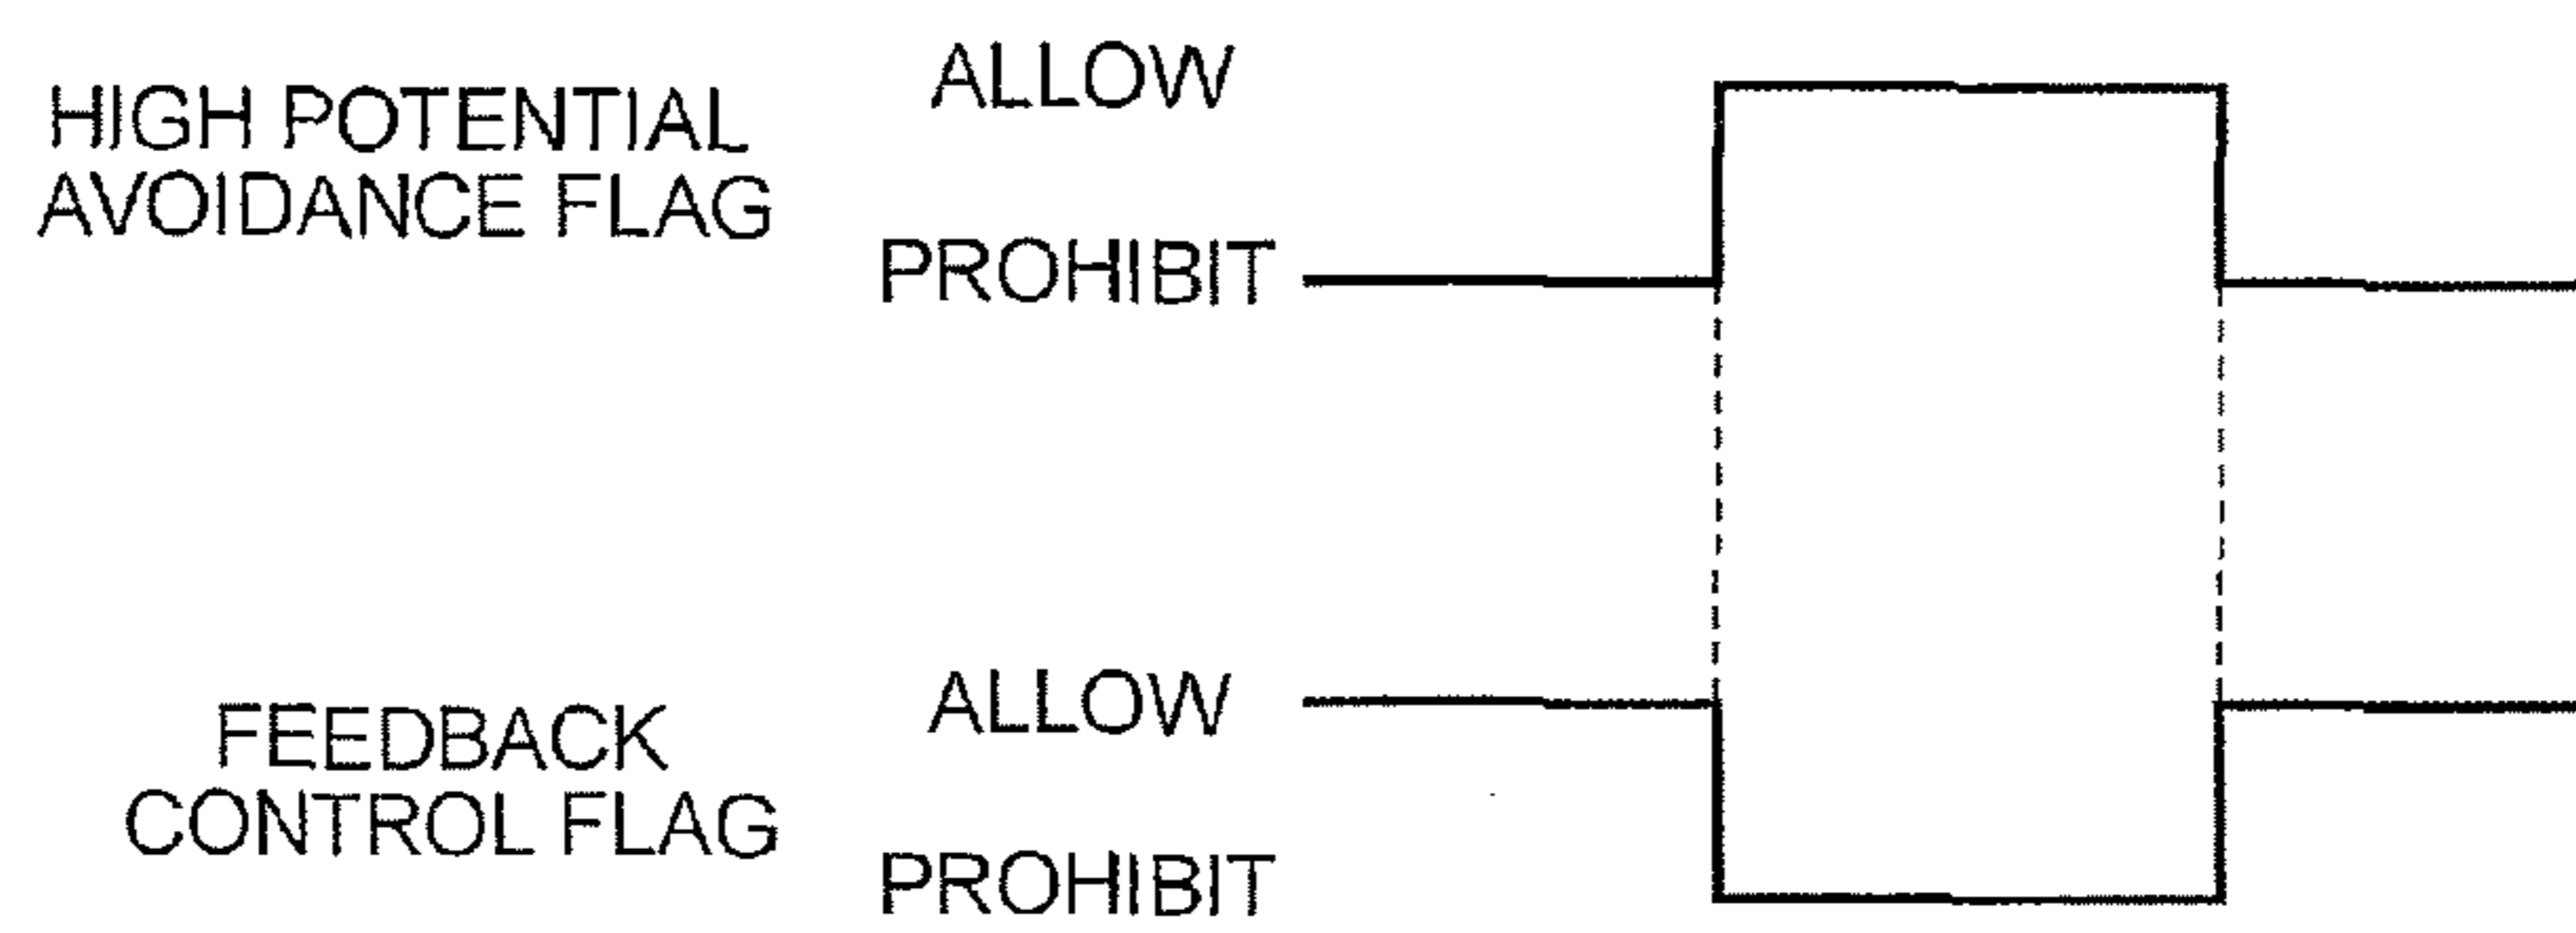 HIGH POTENTIAL
AVOIDANCE FLAG
ALLOW
PROHIBIT
FEEDBACK
CONTROL FLAG
ALLOW
PROHIBIT